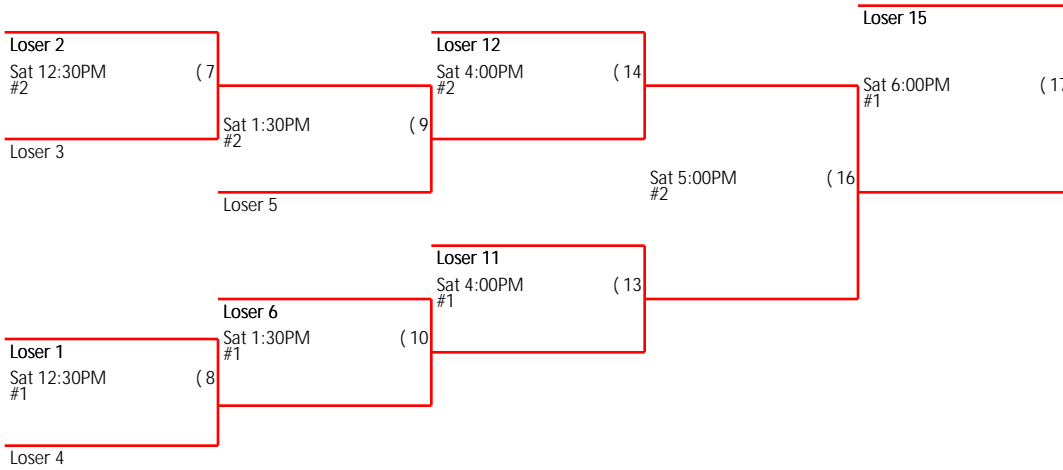 Loser 15
Loser 2
Loser 12
Sat 12:30PM ( 7
#2
Sat 4:00PM ( 14
#2
Sat 6:00PM ( 17
#1
Sat 1:30PM ( 9
#2
Loser 3
Sat 5:00PM ( 16
#2
Loser 5
Loser 11
Sat 4:00PM ( 13
#1
Loser 6
Sat 1:30PM ( 10
#1
Loser 1
Sat 12:30PM ( 8
#1
Loser 4